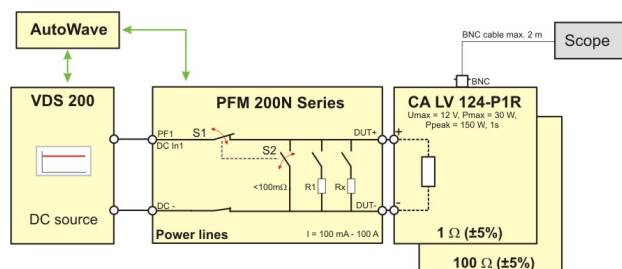 AutoWave
BNC cable max. 2 m
Scope
BNC
VDS 200
DC source
PFM 200N Series
PF1
DC In1
S1
S2
DUT+
<100mΩ
R1
Rx
DC -
DUT-
Power lines
I = 100 mA - 100 A
CA LV 124-P1R
Umax = 12 V, Pmax = 30 W,
Ppeak = 150 W, 1s
+
-
1 Ω (±5%)
100 Ω (±5%)